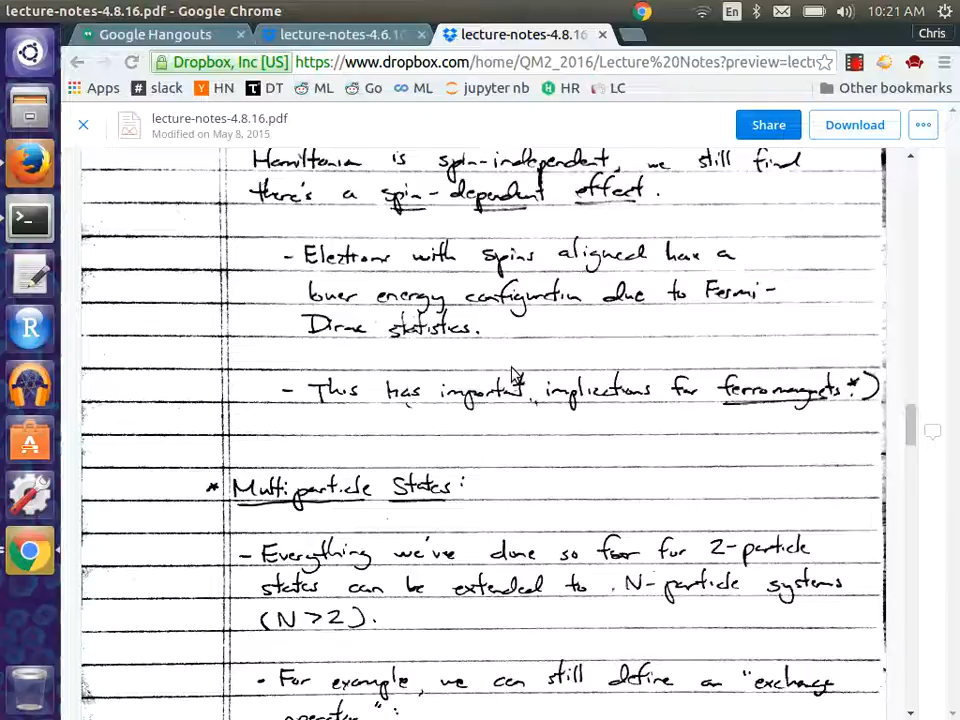 lecture-notes-4.8.16.pdf - Google Chrome
En
10:21 AM
Google Hangouts
lecture-notes-4.6.1
lecture-notes-4.8.16
Chris
Dropbox, Inc [US]
https://www.dropbox.com/home/QM2_2016/Lecture%20Notes?preview=lect
Apps
slack
HN
DT
ML
Go
ML
jupyter nb
HR
LC
Other bookmarks
lecture-notes-4.8.16.pdf
Modified on May 8, 2015
Share
Download
Hamiltonian is spin-independent, we still find
there's a spin-dependent effect.
- Electrons with spins aligned have a
lower energy configuration due to Fermi-
Dirac statistics.
- This has important implications for ferromagnets.*)
* Multiparticle States:
- Everything we've done so far for 2-particle
states can be extended to N-particle systems
(N>2).
• For example, we can still define an "exchange
operator":